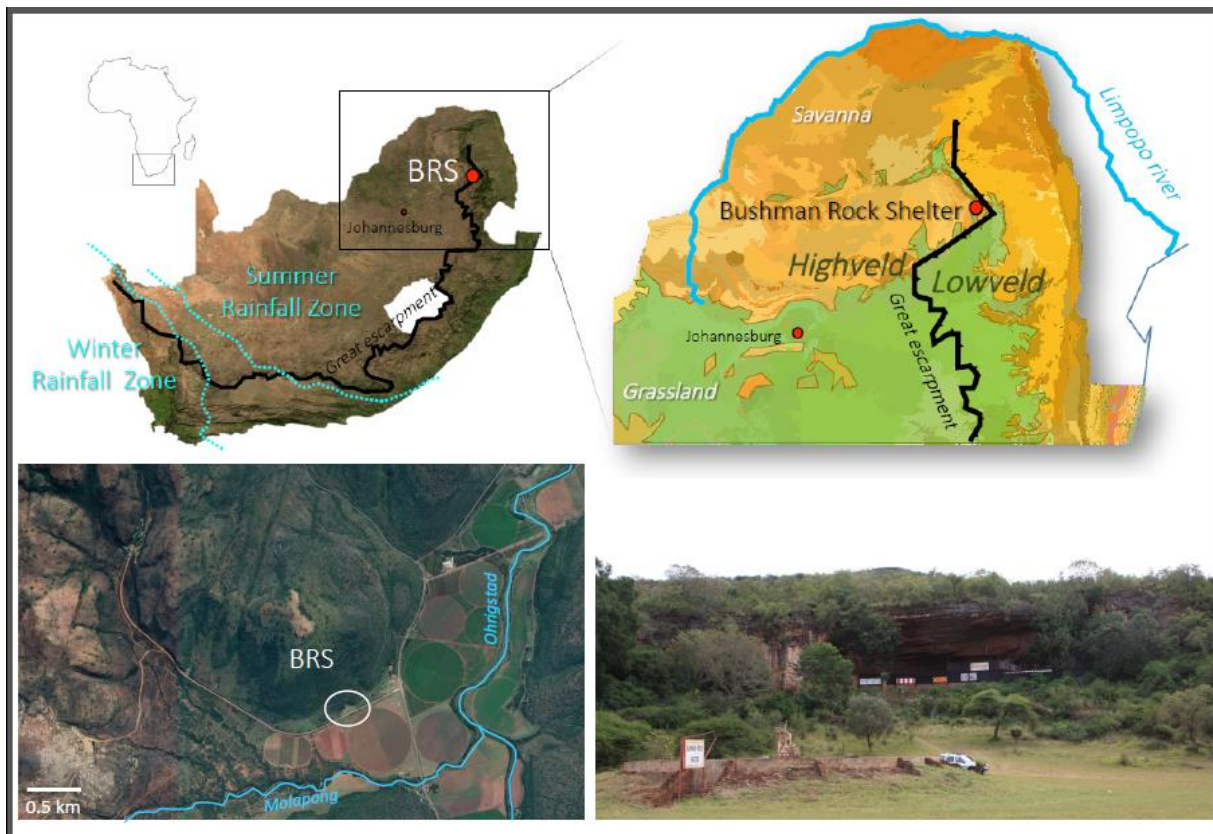 BRS
Johannesburg
Summer
Rainfall Zone
Great escarpment
Winter
Rainfall Zone
Savanna
Limpopo river
Bushman Rock Shelter
Highveld
Lowveld
Johannesburg
Great escarpment
Grassland
BRS
Ohrigstad
Molapong
0.5 km